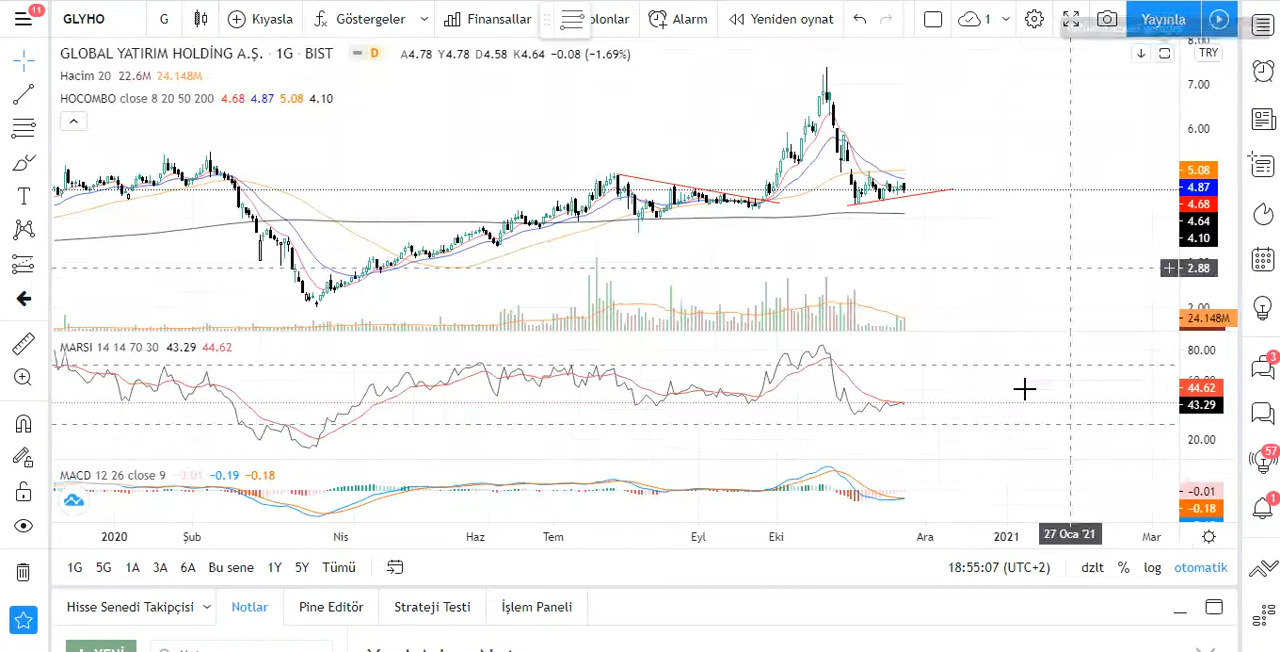 11
GLYHO
G
Kıyasla
Göstergeler
Finansallar
Alarm
Yeniden oynat
1
Yayınla
GLOBAL YATIRIM HOLDİNG A.Ş. · 1G · BIST
D
A4.78 Y4.78 D4.58 K4.64 −0.08 (−1.69%)
TRY
Hacim 20 22.6M 24.148M
HOCOMBO close 8 20 50 200 4.68 4.87 5.08 4.10
7.00
6.00
5.08
4.87
4.68
4.64
4.10
2.88
2.00
24.148M
MARSI 14 14 70 30 43.29 44.62
80.00
44.62
43.29
20.00
MACD 12 26 close 9 −0.01 −0.19 −0.18
−0.01
−0.18
2020 Şub Nis Haz Tem Eyl Eki Ara 2021 27 Oca '21 Mar
1G 5G 1A 3A 6A Bu sene 1Y 5Y Tümü
18:55:07 (UTC+2) dzlt % log otomatik
Hisse Senedi Takipçisi Notlar Pine Editör Strateji Testi İşlem Paneli
3
57
1